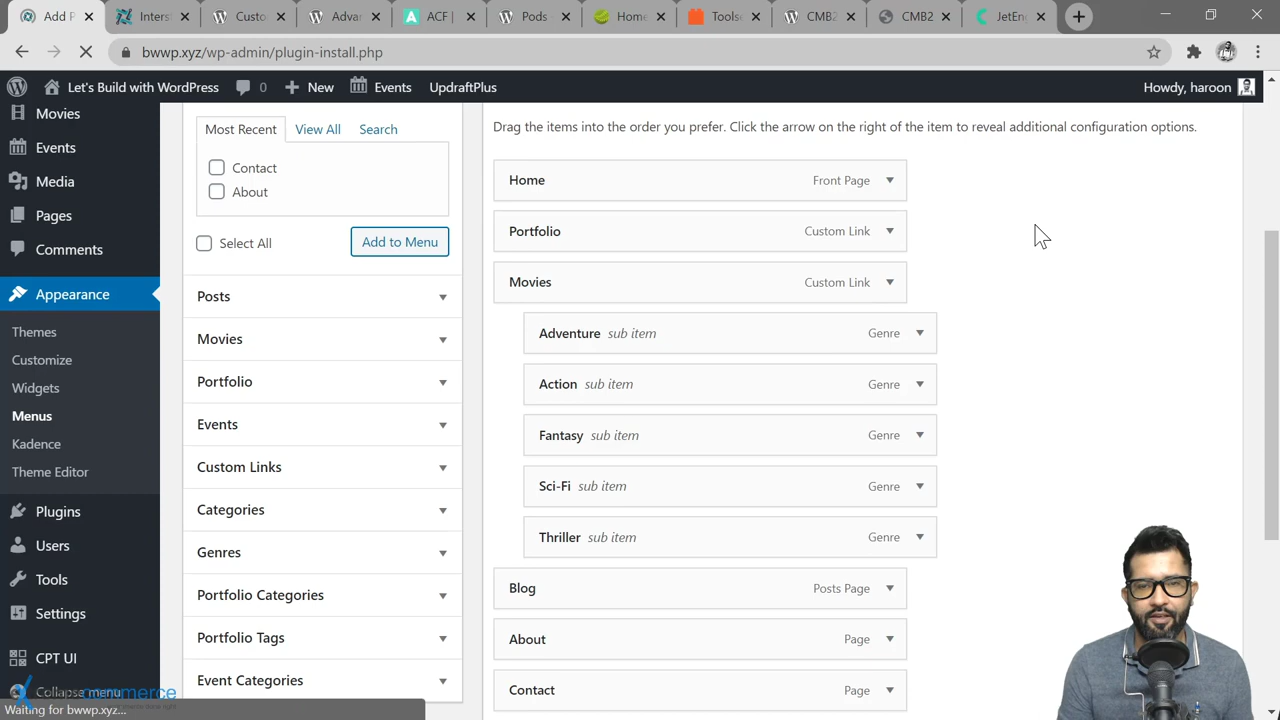 Add P
Interst
Custo
Advar
ACF |
Pods -
Home
Toolse
CMB2
CMB2
JetEng
bwwp.xyz/wp-admin/plugin-install.php
Let's Build with WordPress
0
New
Events
UpdraftPlus
Howdy, haroon
Movies
Events
Media
Pages
Comments
Appearance
Themes
Customize
Widgets
Menus
Kadence
Theme Editor
Plugins
Users
Tools
Settings
CPT UI
Collapse menu
Waiting for bwwp.xyz...
Most Recent
View All
Search
Contact
About
Select All
Add to Menu
Posts
Movies
Portfolio
Events
Custom Links
Categories
Genres
Portfolio Categories
Portfolio Tags
Event Categories
Drag the items into the order you prefer. Click the arrow on the right of the item to reveal additional configuration options.
Home Front Page
Portfolio Custom Link
Movies Custom Link
Adventure sub item Genre
Action sub item Genre
Fantasy sub item Genre
Sci-Fi sub item Genre
Thriller sub item Genre
Blog Posts Page
About Page
Contact Page